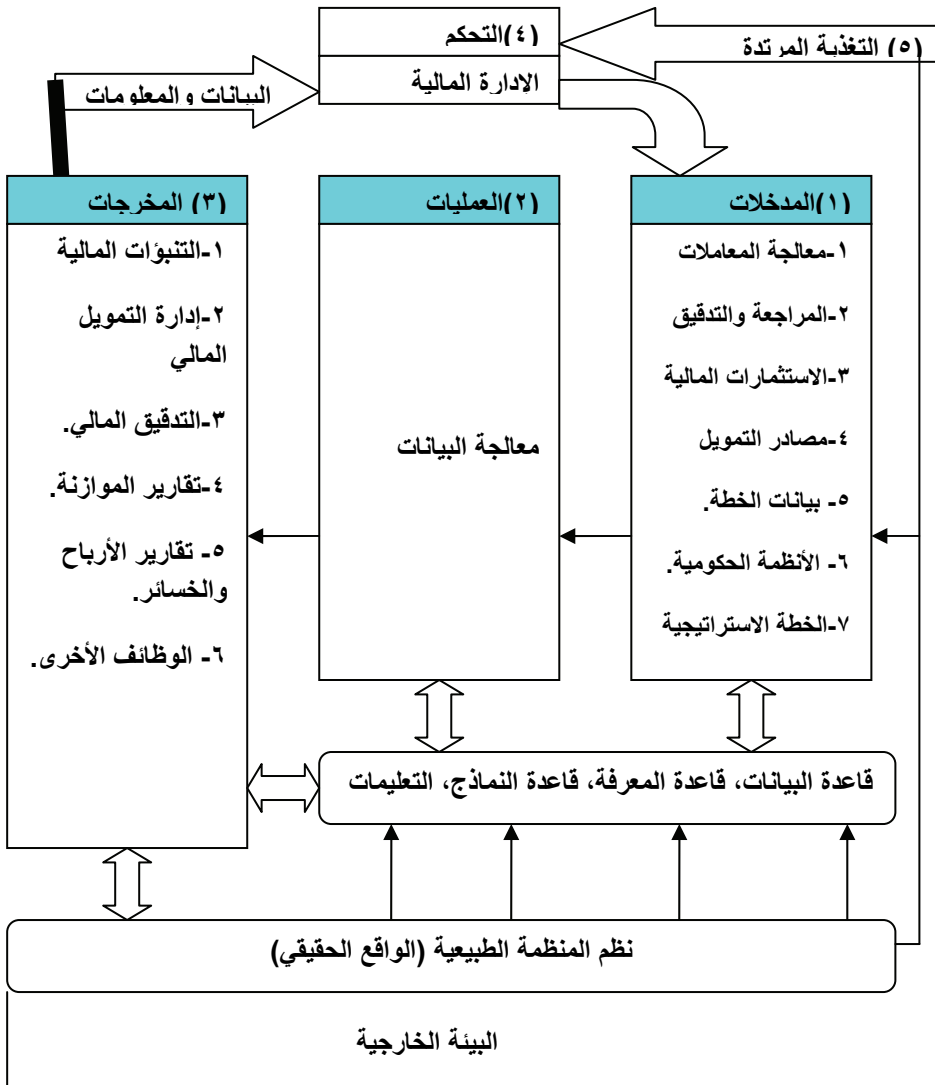 (٤)التحكم
الإدارة المالية
(٥) التغذية المرتدة
البيانات والمعلومات
(١)المدخلات
١-معالجة المعاملات
٢-المراجعة والتدقيق
٣-الاستثمارات المالية
٤-مصادر التمويل
٥- بيانات الخطة.
٦- الأنظمة الحكومية.
٧-الخطة الاستراتيجية
(٢)العمليات
معالجة البيانات
(٣) المخرجات
١-التنبؤات المالية
٢-إدارة التمويل
المالي
٣-التدقيق المالي.
٤-تقارير الموازنة.
٥- تقارير الأرباح
والخسائر.
٦- الوظائف الأخرى.
قاعدة البيانات، قاعدة المعرفة، قاعدة النماذج، التعليمات
نظم المنظمة الطبيعية (الواقع الحقيقي)
البيئة الخارجية